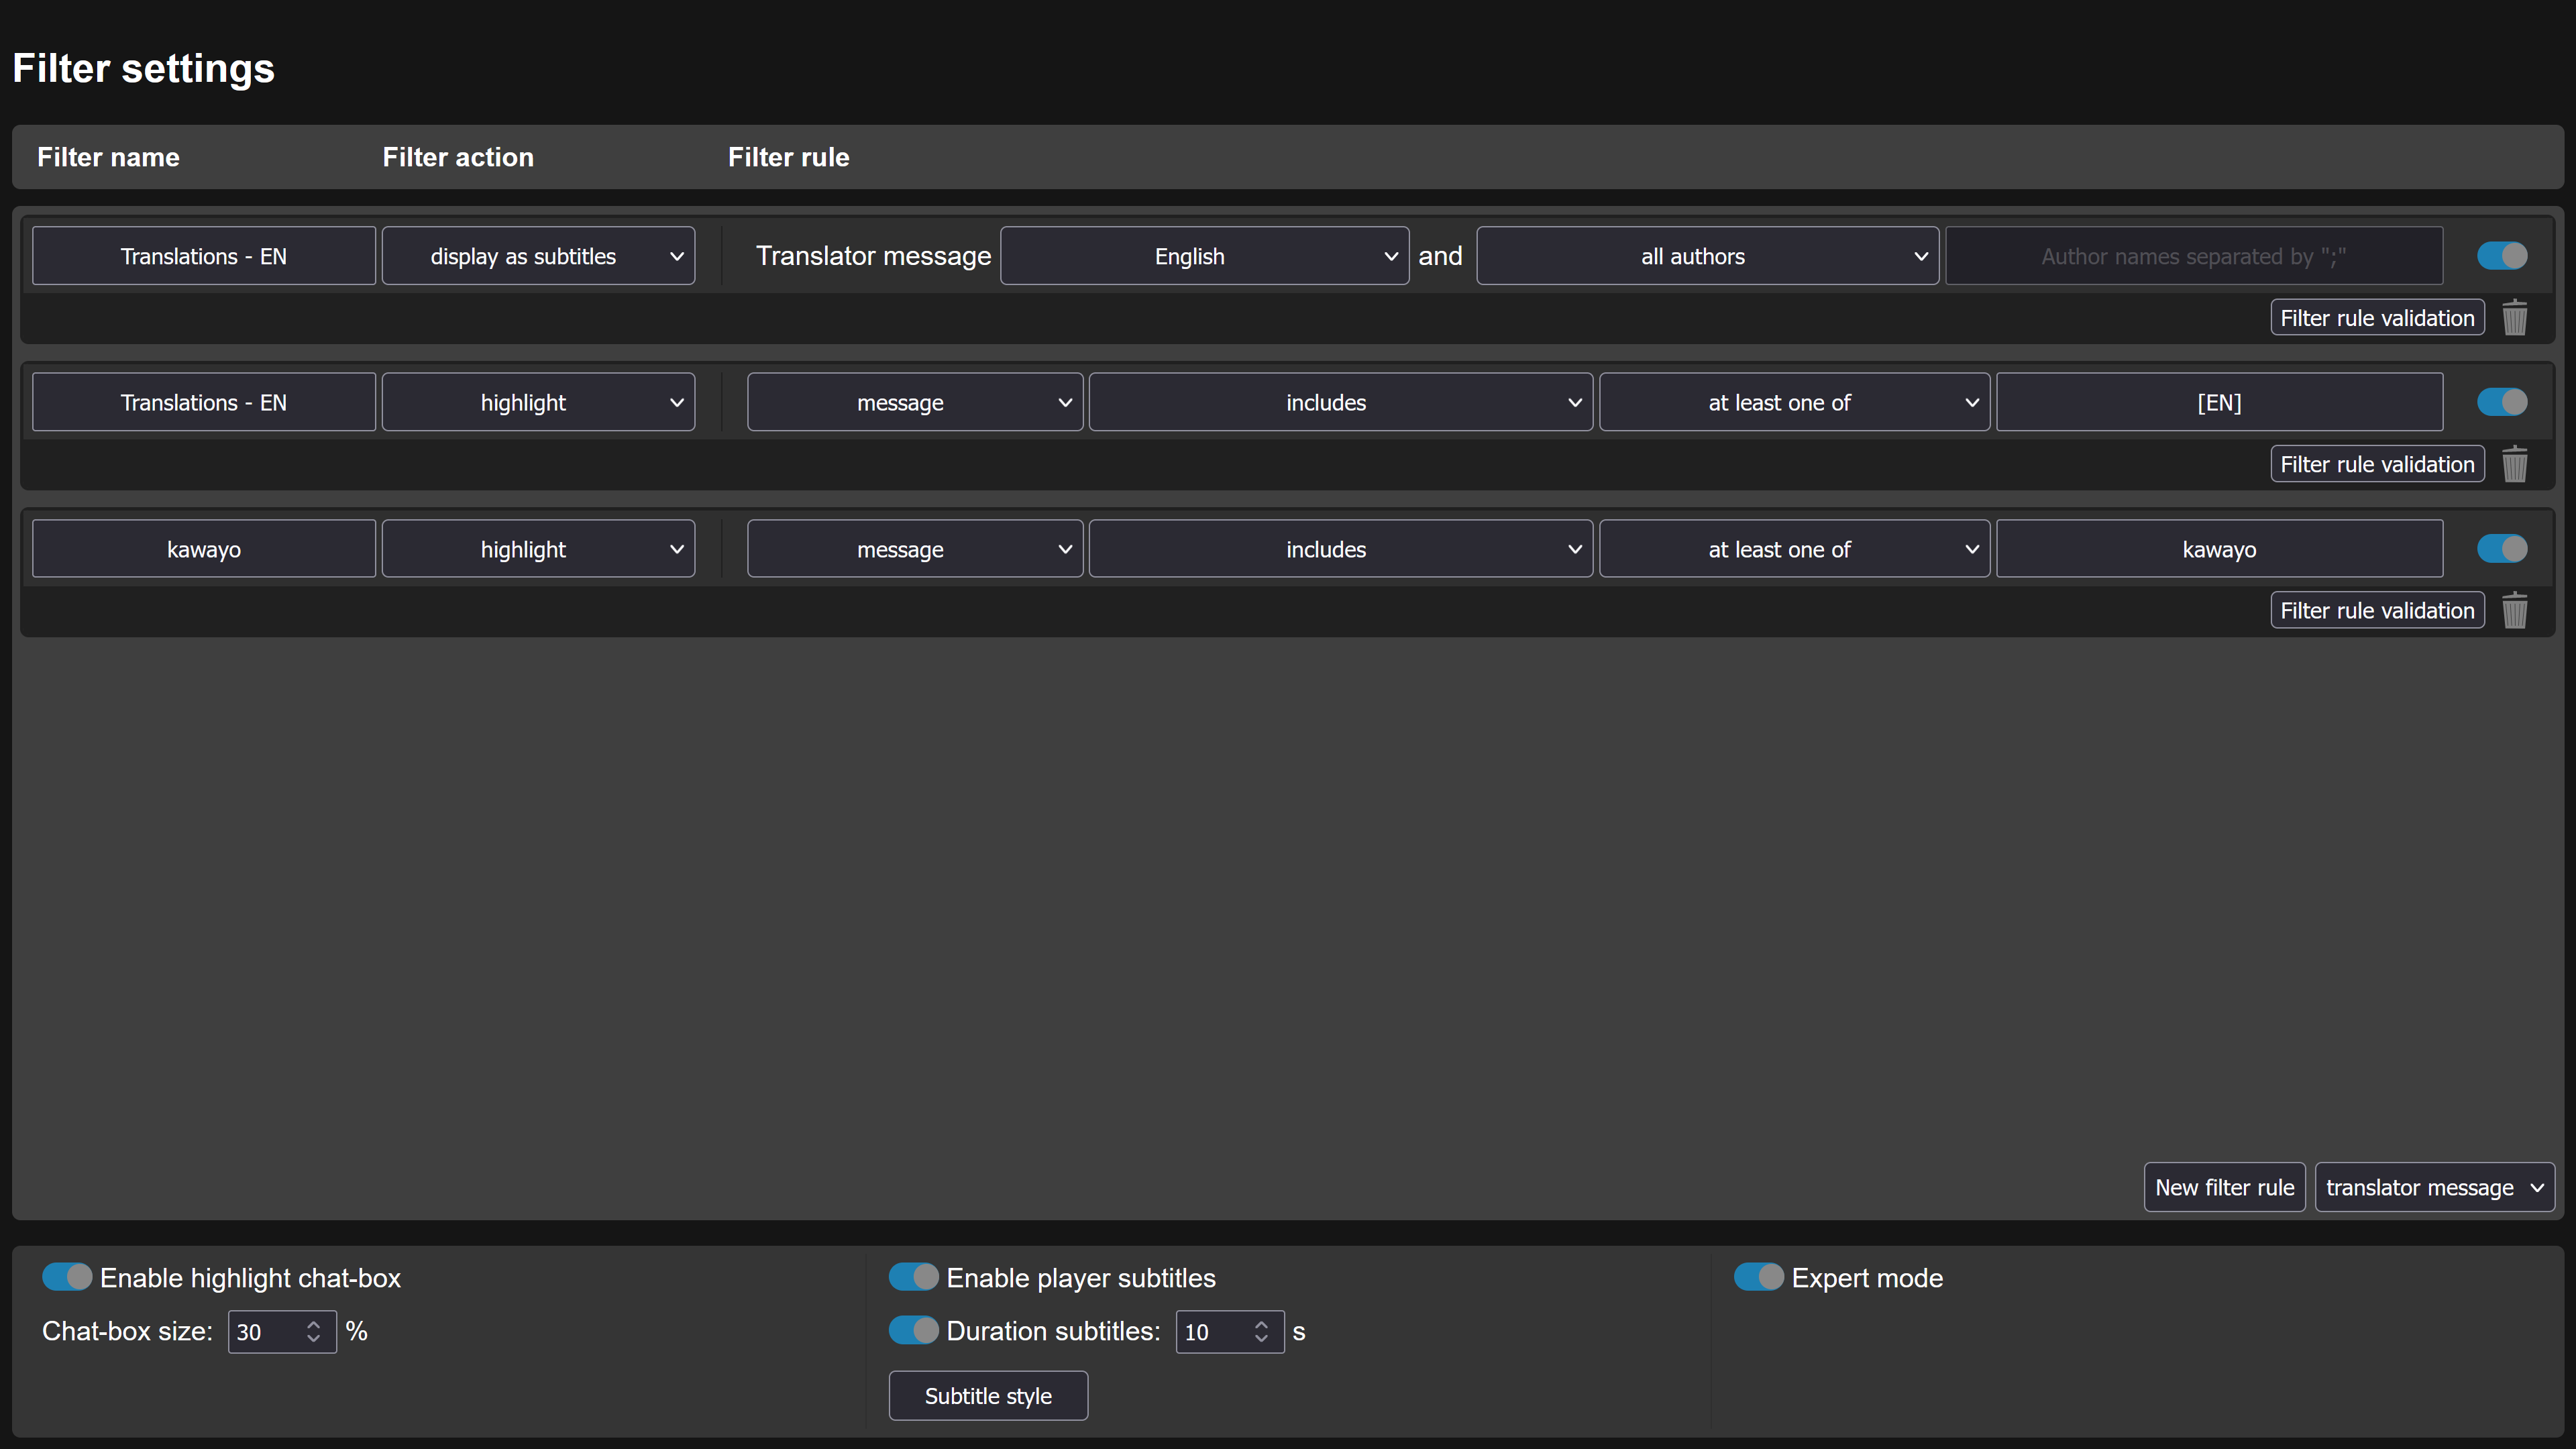 Filter settings
Filter name Filter action Filter rule
Translations - EN display as subtitles Translator message English and all authors Author names separated by ";"
Filter rule validation
Translations - EN highlight message includes at least one of [EN]
Filter rule validation
kawayo highlight message includes at least one of kawayo
Filter rule validation
New filter rule translator message
Enable highlight chat-box Enable player subtitles Expert mode
Chat-box size: 30 % Duration subtitles: 10 s
Subtitle style